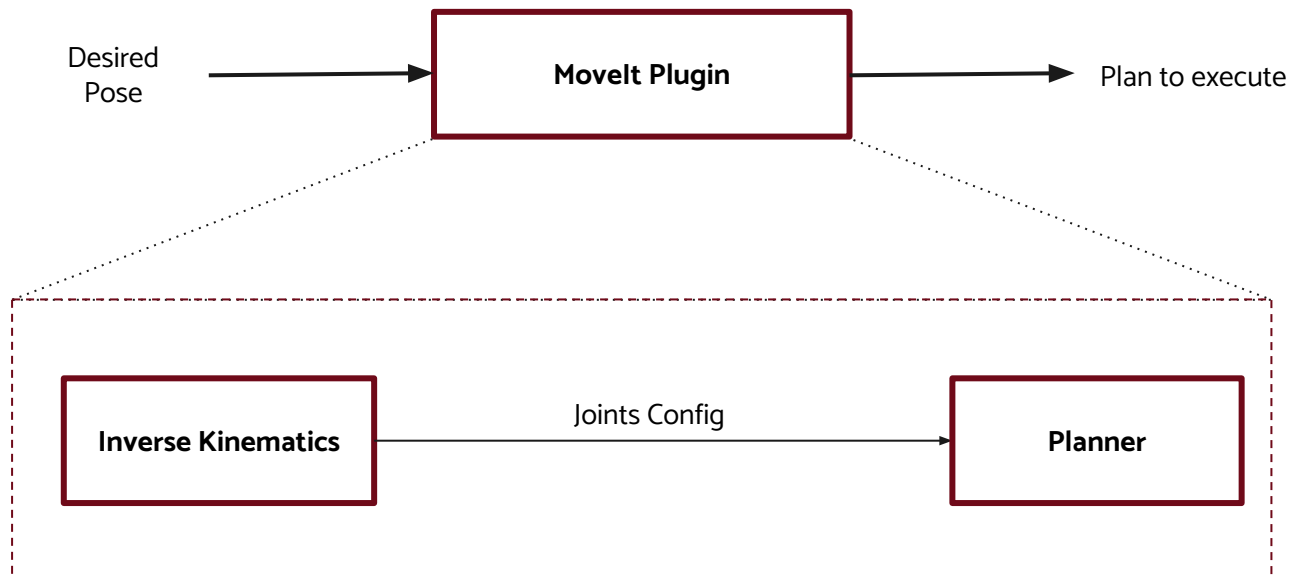 Desired
Pose
MoveIt Plugin
Plan to execute
Inverse Kinematics
Joints Config
Planner